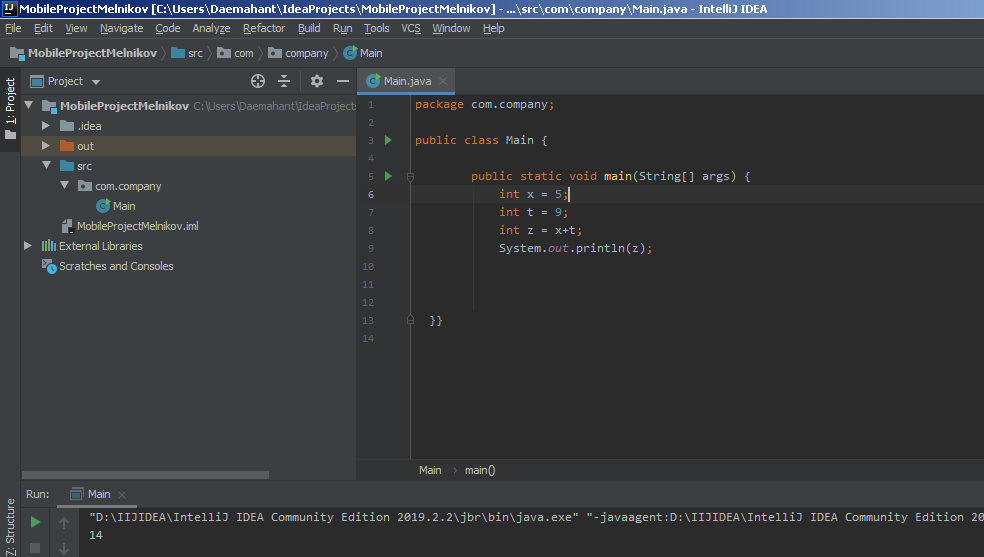 MobileProjectMelnikov [C:\Users\Daemahant\IdeaProjects\MobileProjectMelnikov] - ...\src\com\company\Main.java - IntelliJ IDEA
File Edit View Navigate Code Analyze Refactor Build Run Tools VCS Window Help
MobileProjectMelnikov src com company Main
1: Project
Project
MobileProjectMelnikov C:\Users\Daemahant\IdeaProject
.idea
out
src
com.company
Main
MobileProjectMelnikov.iml
External Libraries
Scratches and Consoles
Main.java
1 package com.company;
2
3 public class Main {
4
5 public static void main(String[] args) {
6 int x = 5;
7 int t = 9;
8 int z = x+t;
9 System.out.println(z);
10
11
12
13 }}
14
Main main()
Z: Structure
Run: Main
"D:\IIJIDEA\IntelliJ IDEA Community Edition 2019.2.2\jbr\bin\java.exe" "-javaagent:D:\IIJIDEA\IntelliJ IDEA Community Edition 20
14